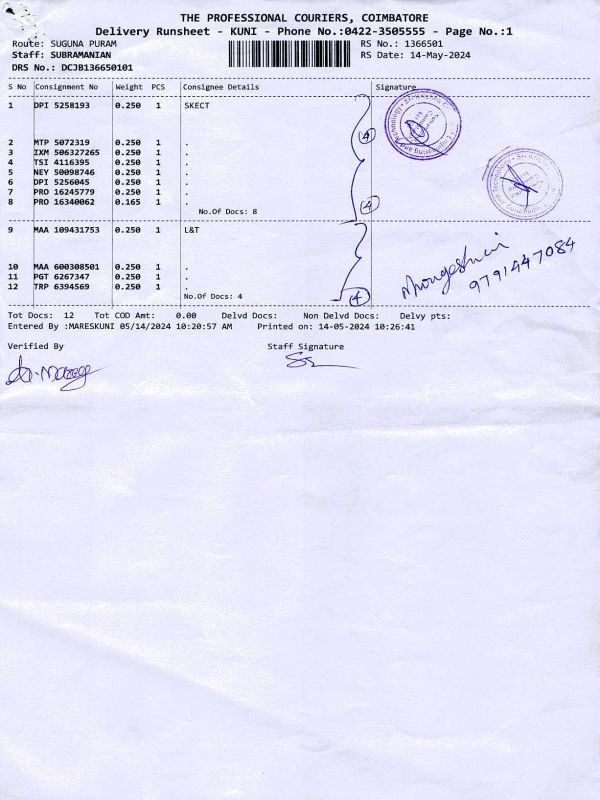 THE PROFESSIONAL COURIERS, COIMBATORE
Delivery Runsheet - KUNI - Phone No.:0422-3505555 - Page No.:1
Route: SUGUNA PURAM RS No.: 1366501
Staff: SUBRAMANIAN RS Date: 14-May-2024
DRS No.: DCJB136650101
S No Consignment No Weight PCS Consignee Details Signature
1 DPI 5258193 0.250 1 SKECT
2 MTP 5072319 0.250 1 .
3 IXM 506327265 0.250 1 .
4 TSI 4116395 0.250 1 .
5 NEY 50098746 0.250 1 .
6 DPI 5256045 0.250 1 .
7 PRO 16245779 0.250 1 .
8 PRO 16340062 0.165 1 .
No.Of Docs: 8
4
4
9 MAA 109431753 0.250 1 L&T
10 MAA 600308501 0.250 1 .
11 PGT 6267347 0.250 1 .
12 TRP 6394569 0.250 1 .
No.Of Docs: 4
4
9791447084
Tot Docs: 12 Tot COD Amt: 0.00 Delvd Docs: Non Delvd Docs: Delvy pts:
Entered By :MARESKUNI 05/14/2024 10:20:57 AM Printed on: 14-05-2024 10:26:41
Verified By Staff Signature